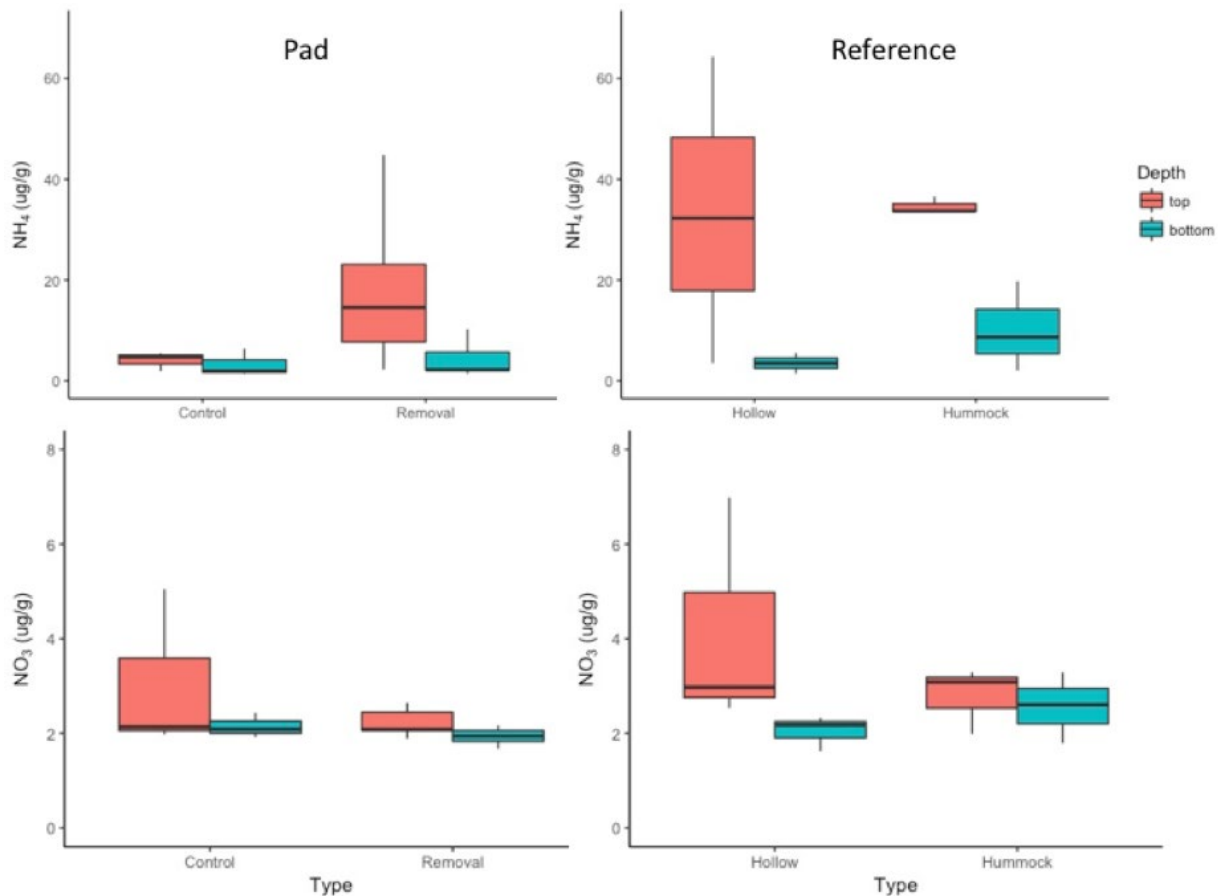 Pad
Reference
NH₄ (ug/g)
60
40
20
0
Control
Removal
NH₄ (ug/g)
60
40
20
0
Hollow
Hummock
Depth
top
bottom
NO₃ (ug/g)
8
6
4
2
0
Control
Removal
Type
NO₃ (ug/g)
8
6
4
2
0
Hollow
Hummock
Type